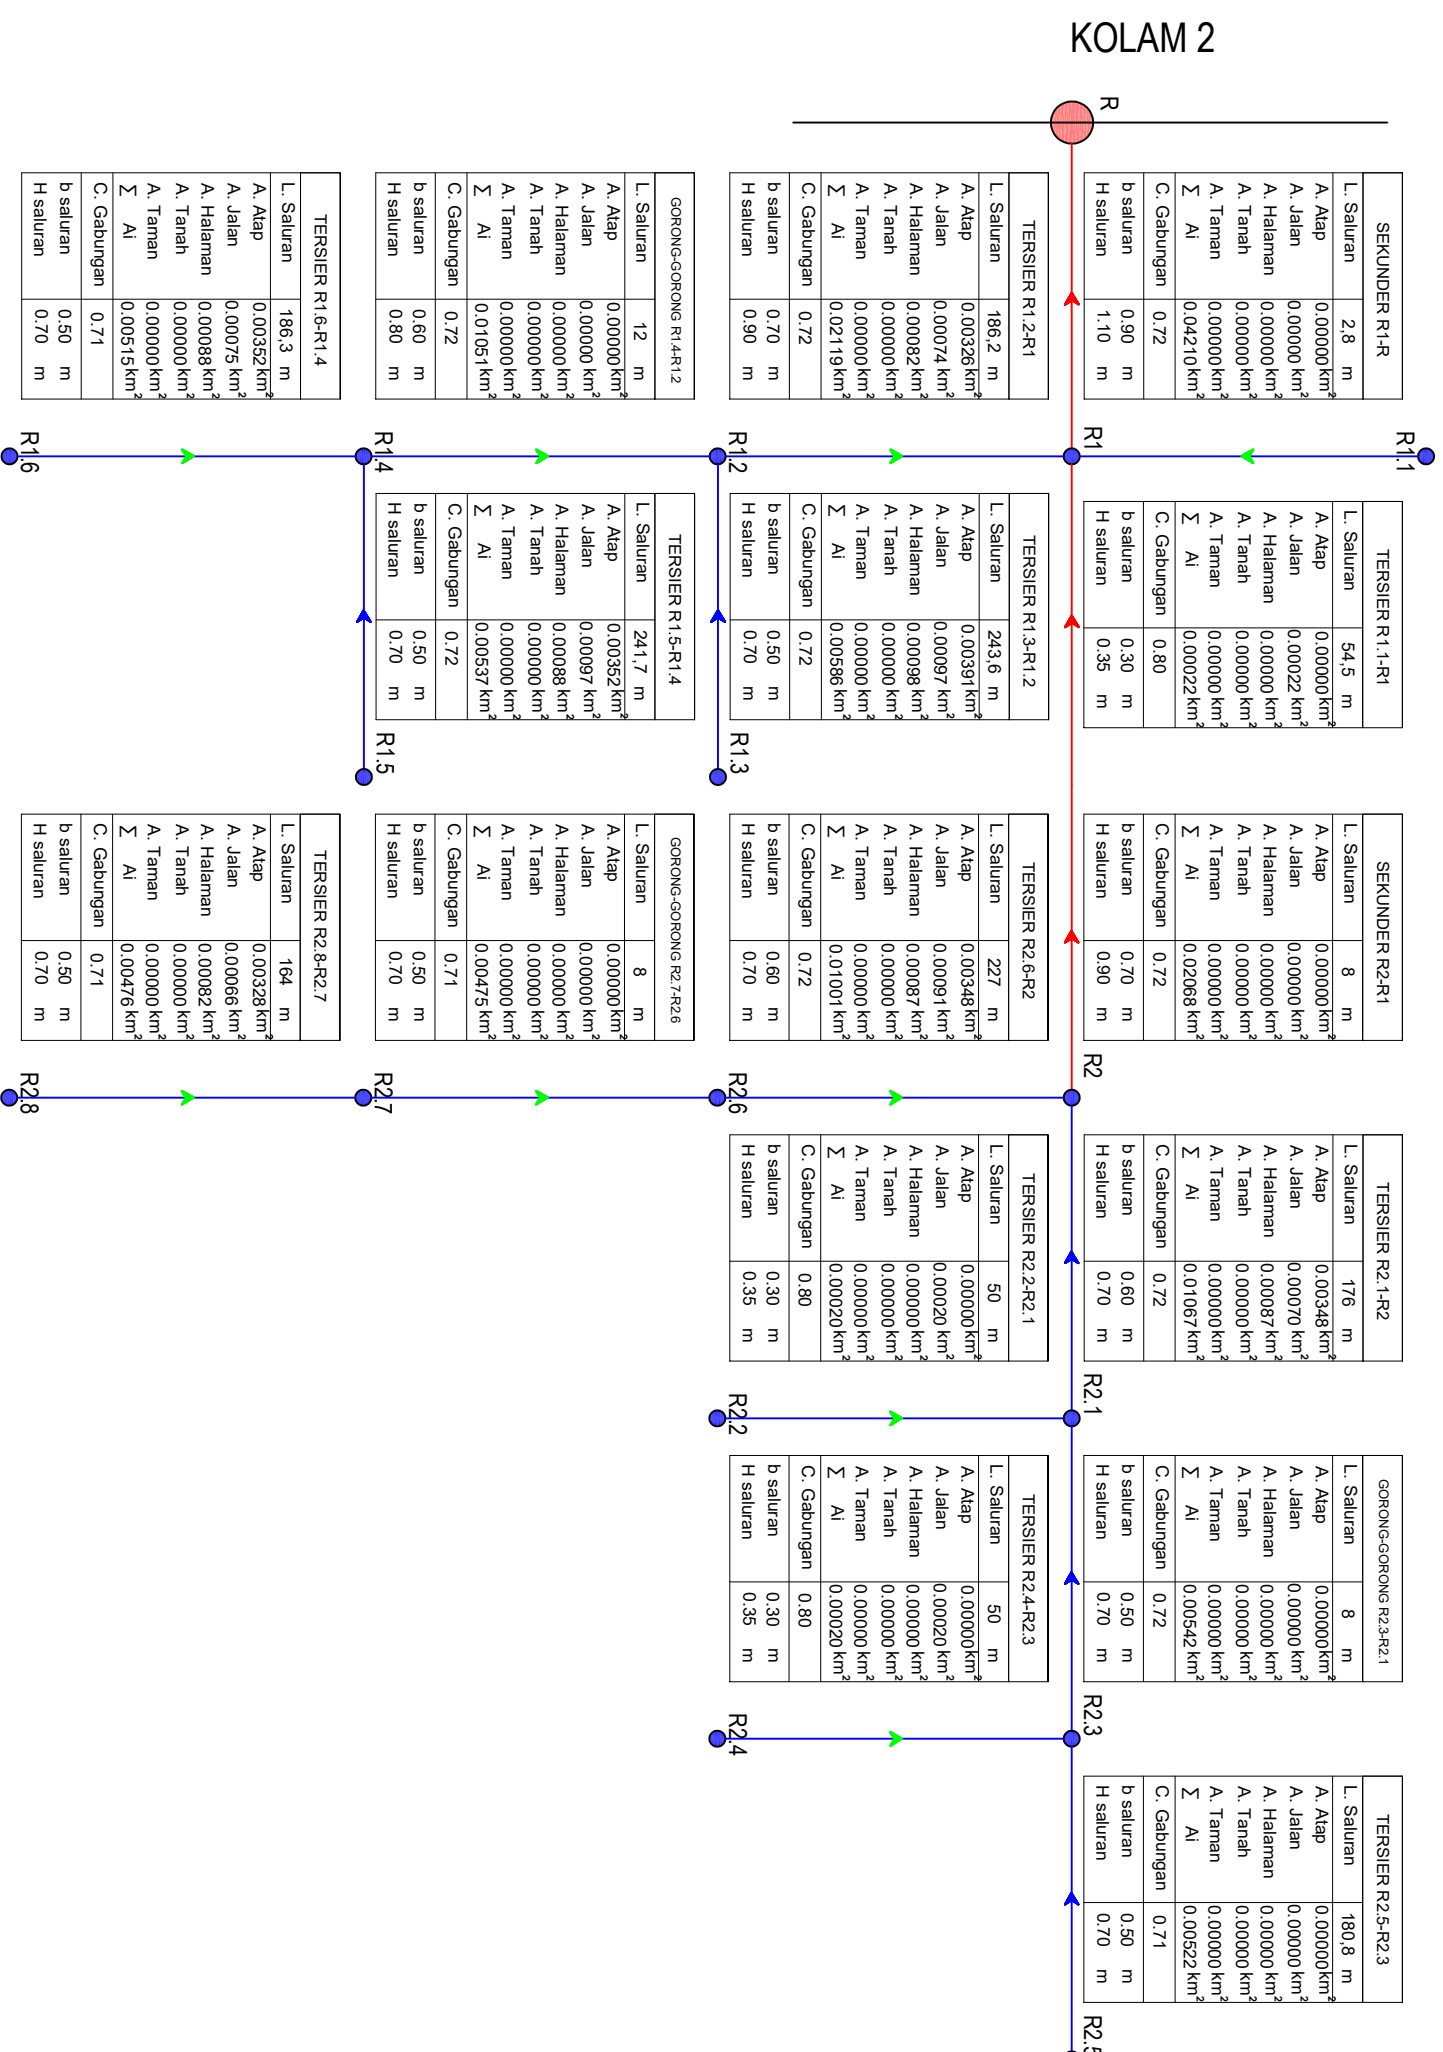 KOLAM 2
R
SEKUNDER R1-R
L. Saluran 2,8 m
A. Atap 0.00000 km²
A. Jalan 0.00000 km²
A. Halaman 0.00000 km²
A. Tanah 0.00000 km²
A. Taman 0.00000 km²
Σ Ai 0.04210 km²
C. Gabungan 0.72
b saluran 0.90 m
H saluran 1.10 m
R1.1
TERSIER R1.1-R1
L. Saluran 54,5 m
A. Atap 0.00000 km²
A. Jalan 0.00022 km²
A. Halaman 0.00000 km²
A. Tanah 0.00000 km²
A. Taman 0.00000 km²
Σ Ai 0.00022 km²
C. Gabungan 0.80
b saluran 0.30 m
H saluran 0.35 m
SEKUNDER R2-R1
L. Saluran 8 m
A. Atap 0.00000 km²
A. Jalan 0.00000 km²
A. Halaman 0.00000 km²
A. Tanah 0.00000 km²
A. Taman 0.00000 km²
Σ Ai 0.02068 km²
C. Gabungan 0.72
b saluran 0.70 m
H saluran 0.90 m
TERSIER R2.1-R2
L. Saluran 176 m
A. Atap 0.00348 km²
A. Jalan 0.00070 km²
A. Halaman 0.00087 km²
A. Tanah 0.00000 km²
A. Taman 0.00000 km²
Σ Ai 0.01067 km²
C. Gabungan 0.72
b saluran 0.60 m
H saluran 0.70 m
GORONG-GORONG R2.3-R2.1
L. Saluran 8 m
A. Atap 0.00000 km²
A. Jalan 0.00000 km²
A. Halaman 0.00000 km²
A. Tanah 0.00000 km²
A. Taman 0.00000 km²
Σ Ai 0.00542 km²
C. Gabungan 0.72
b saluran 0.50 m
H saluran 0.70 m
TERSIER R2.5-R2.3
L. Saluran 180,8 m
A. Atap 0.00000 km²
A. Jalan 0.00000 km²
A. Halaman 0.00000 km²
A. Tanah 0.00000 km²
A. Taman 0.00000 km²
Σ Ai 0.00522 km²
C. Gabungan 0.71
b saluran 0.50 m
H saluran 0.70 m
R1
R2
R2.1
R2.3
R2.5
TERSIER R1.2-R1
L. Saluran 186,2 m
A. Atap 0.00326 km²
A. Jalan 0.00074 km²
A. Halaman 0.00082 km²
A. Tanah 0.00000 km²
A. Taman 0.00000 km²
Σ Ai 0.02119 km²
C. Gabungan 0.72
b saluran 0.70 m
H saluran 0.90 m
TERSIER R1.3-R1.2
L. Saluran 243,6 m
A. Atap 0.00391 km²
A. Jalan 0.00097 km²
A. Halaman 0.00098 km²
A. Tanah 0.00000 km²
A. Taman 0.00000 km²
Σ Ai 0.00586 km²
C. Gabungan 0.72
b saluran 0.50 m
H saluran 0.70 m
TERSIER R2.6-R2
L. Saluran 227 m
A. Atap 0.00348 km²
A. Jalan 0.00091 km²
A. Halaman 0.00087 km²
A. Tanah 0.00000 km²
A. Taman 0.00000 km²
Σ Ai 0.01001 km²
C. Gabungan 0.72
b saluran 0.60 m
H saluran 0.70 m
TERSIER R2.2-R2.1
L. Saluran 50 m
A. Atap 0.00000 km²
A. Jalan 0.00020 km²
A. Halaman 0.00000 km²
A. Tanah 0.00000 km²
A. Taman 0.00000 km²
Σ Ai 0.00020 km²
C. Gabungan 0.80
b saluran 0.30 m
H saluran 0.35 m
TERSIER R2.4-R2.3
L. Saluran 50 m
A. Atap 0.00000 km²
A. Jalan 0.00020 km²
A. Halaman 0.00000 km²
A. Tanah 0.00000 km²
A. Taman 0.00000 km²
Σ Ai 0.00020 km²
C. Gabungan 0.80
b saluran 0.30 m
H saluran 0.35 m
R1.2
R1.3
R2.6
R2.2
R2.4
GORONG-GORONG R1.4-R1.2
L. Saluran 12 m
A. Atap 0.00000 km²
A. Jalan 0.00000 km²
A. Halaman 0.00000 km²
A. Tanah 0.00000 km²
A. Taman 0.00000 km²
Σ Ai 0.01051 km²
C. Gabungan 0.72
b saluran 0.60 m
H saluran 0.80 m
TERSIER R1.5-R1.4
L. Saluran 241,7 m
A. Atap 0.00352 km²
A. Jalan 0.00097 km²
A. Halaman 0.00088 km²
A. Tanah 0.00000 km²
A. Taman 0.00000 km²
Σ Ai 0.00537 km²
C. Gabungan 0.72
b saluran 0.50 m
H saluran 0.70 m
GORONG-GORONG R2.7-R2.6
L. Saluran 8 m
A. Atap 0.00000 km²
A. Jalan 0.00000 km²
A. Halaman 0.00000 km²
A. Tanah 0.00000 km²
A. Taman 0.00000 km²
Σ Ai 0.00475 km²
C. Gabungan 0.71
b saluran 0.50 m
H saluran 0.70 m
R1.4
R1.5
R2.7
TERSIER R1.6-R1.4
L. Saluran 186,3 m
A. Atap 0.00352 km²
A. Jalan 0.00075 km²
A. Halaman 0.00088 km²
A. Tanah 0.00000 km²
A. Taman 0.00000 km²
Σ Ai 0.00515 km²
C. Gabungan 0.71
b saluran 0.50 m
H saluran 0.70 m
TERSIER R2.8-R2.7
L. Saluran 164 m
A. Atap 0.00328 km²
A. Jalan 0.00066 km²
A. Halaman 0.00082 km²
A. Tanah 0.00000 km²
A. Taman 0.00000 km²
Σ Ai 0.00476 km²
C. Gabungan 0.71
b saluran 0.50 m
H saluran 0.70 m
R1.6
R2.8